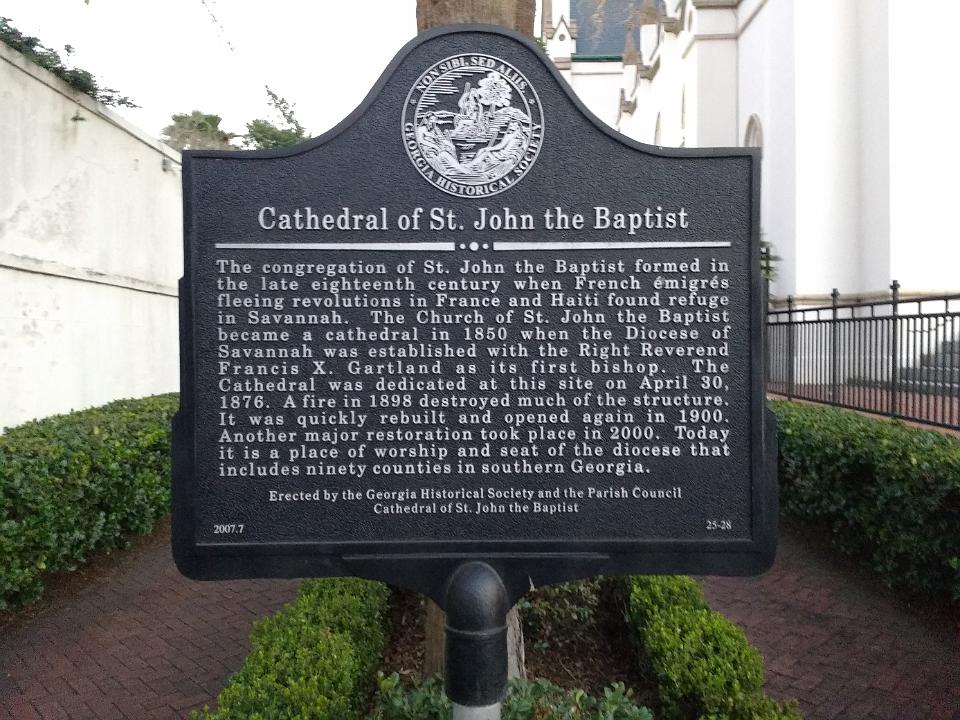 NON SIBI, SED ALIIS.
GEORGIA HISTORICAL SOCIETY
Cathedral of St. John the Baptist
The congregation of St. John the Baptist formed in
the late eighteenth century when French émigrés
fleeing revolutions in France and Haiti found refuge
in Savannah. The Church of St. John the Baptist
became a cathedral in 1850 when the Diocese of
Savannah was established with the Right Reverend
Francis X. Gartland as its first bishop. The
Cathedral was dedicated at this site on April 30,
1876. A fire in 1898 destroyed much of the structure.
It was quickly rebuilt and opened again in 1900.
Another major restoration took place in 2000. Today
it is a place of worship and seat of the diocese that
includes ninety counties in southern Georgia.
Erected by the Georgia Historical Society and the Parish Council
Cathedral of St. John the Baptist
2007.7 25-28